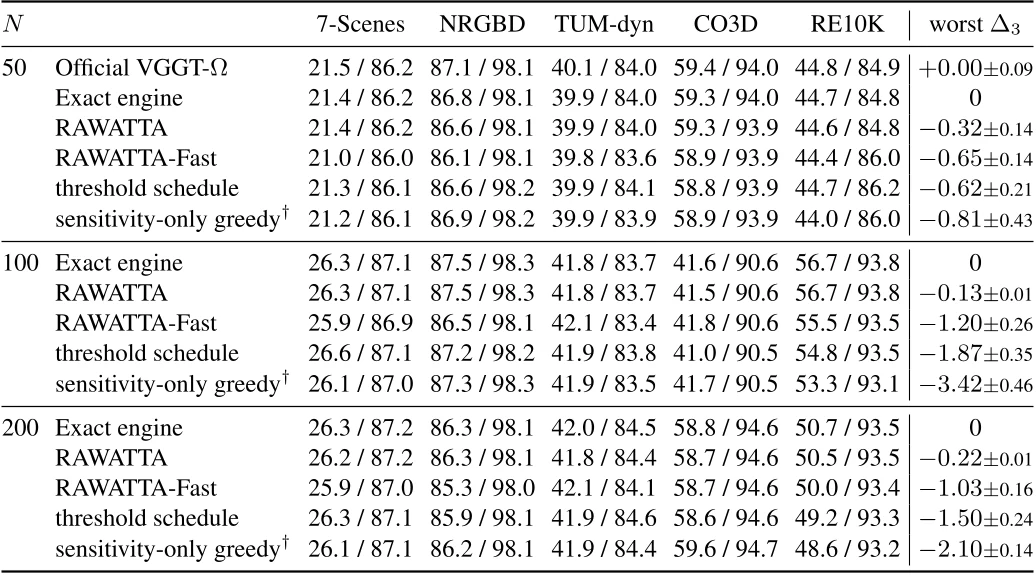 N 7-Scenes NRGBD TUM-dyn CO3D RE10K worst Δ₃
50 Official VGGT-Ω 21.5 / 86.2 87.1 / 98.1 40.1 / 84.0 59.4 / 94.0 44.8 / 84.9 +0.00±0.09
Exact engine 21.4 / 86.2 86.8 / 98.1 39.9 / 84.0 59.3 / 94.0 44.7 / 84.8 0
RAWATTA 21.4 / 86.2 86.6 / 98.1 39.9 / 84.0 59.3 / 93.9 44.6 / 84.8 −0.32±0.14
RAWATTA-Fast 21.0 / 86.0 86.1 / 98.1 39.8 / 83.6 58.9 / 93.9 44.4 / 86.0 −0.65±0.14
threshold schedule 21.3 / 86.1 86.6 / 98.2 39.9 / 84.1 58.8 / 93.9 44.7 / 86.2 −0.62±0.21
sensitivity-only greedy† 21.2 / 86.1 86.9 / 98.2 39.9 / 83.9 58.9 / 93.9 44.0 / 86.0 −0.81±0.43
100 Exact engine 26.3 / 87.1 87.5 / 98.3 41.8 / 83.7 41.6 / 90.6 56.7 / 93.8 0
RAWATTA 26.3 / 87.1 87.5 / 98.3 41.8 / 83.7 41.5 / 90.6 56.7 / 93.8 −0.13±0.01
RAWATTA-Fast 25.9 / 86.9 86.5 / 98.1 42.1 / 83.4 41.8 / 90.6 55.5 / 93.5 −1.20±0.26
threshold schedule 26.6 / 87.1 87.2 / 98.2 41.9 / 83.8 41.0 / 90.5 54.8 / 93.5 −1.87±0.35
sensitivity-only greedy† 26.1 / 87.0 87.3 / 98.3 41.9 / 83.5 41.7 / 90.5 53.3 / 93.1 −3.42±0.46
200 Exact engine 26.3 / 87.2 86.3 / 98.1 42.0 / 84.5 58.8 / 94.6 50.7 / 93.5 0
RAWATTA 26.2 / 87.2 86.3 / 98.1 41.8 / 84.4 58.7 / 94.6 50.5 / 93.5 −0.22±0.01
RAWATTA-Fast 25.9 / 87.0 85.3 / 98.0 42.1 / 84.1 58.7 / 94.6 50.0 / 93.4 −1.03±0.16
threshold schedule 26.3 / 87.1 85.9 / 98.1 41.9 / 84.6 58.6 / 94.6 49.2 / 93.3 −1.50±0.24
sensitivity-only greedy† 26.1 / 87.1 86.2 / 98.1 41.9 / 84.4 59.6 / 94.7 48.6 / 93.2 −2.10±0.14